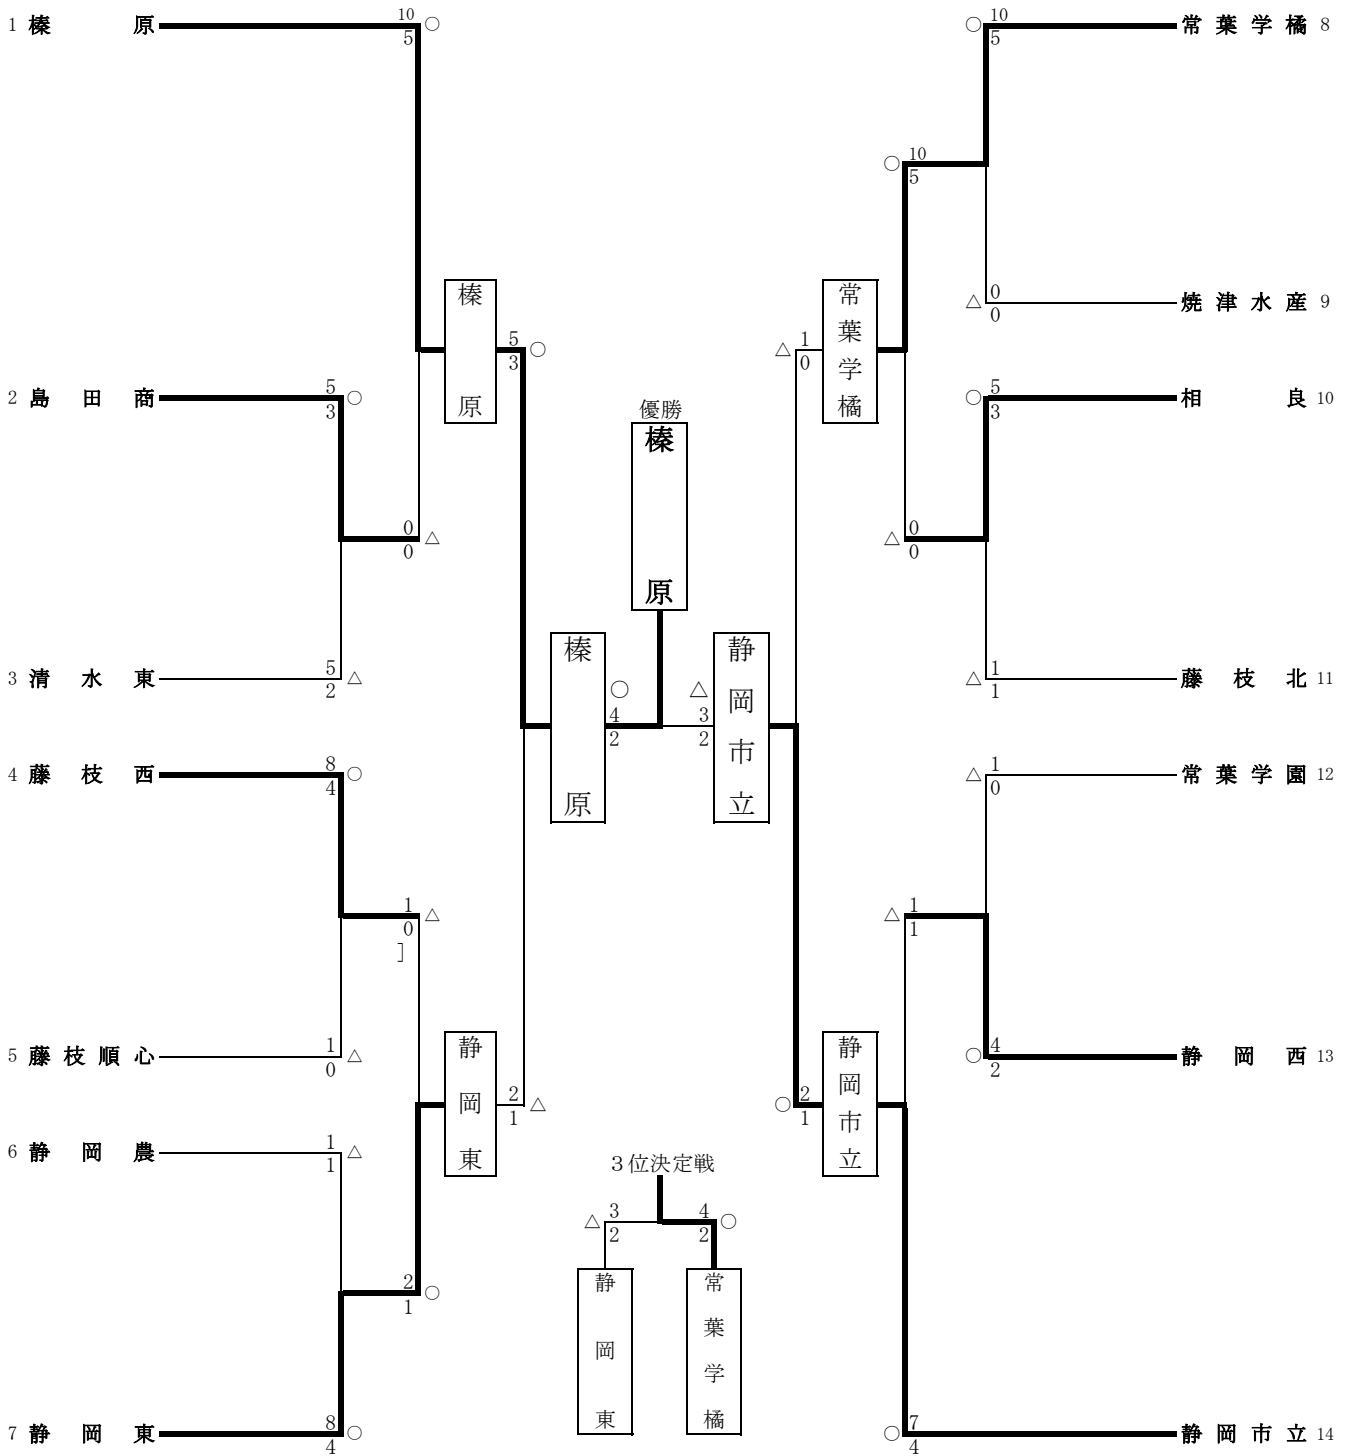 1 榛原 10 ○
5
2 島田商 5 ○
3
0 △
0
3 清水東 5 △
2
4 藤枝西 8 ○
4
1 △
0
]
5 藤枝順心 1 △
0
6 静岡農 1 △
1
2 ○
1
7 静岡東 8 ○
4
榛原
5 ○
3
静岡東
2 △
1
榛原
○
4
2
優勝
榛原
静岡市立
△
3
2
常葉学橘
△ 1
0
静岡市立
○ 2
1
○ 10 常葉学橘 8
5
○ 10
5
△ 0 焼津水産 9
0
○ 5 相良 10
3
△ 0
0
△ 1 藤枝北 11
1
△ 1 常葉学園 12
0
△ 1
1
○ 4 静岡西 13
2
○ 7 静岡市立 14
4
３位決定戦
△ 3 4 ○
2 2
静岡東
常葉学橘